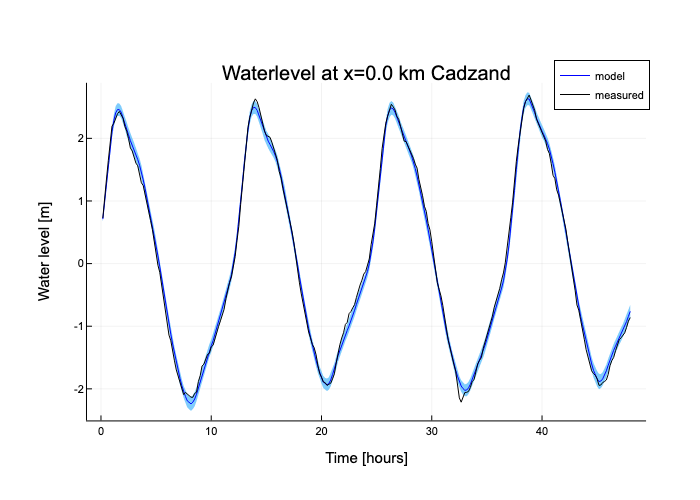 Waterlevel at x=0.0 km Cadzand
model
measured
Water level [m]
2
1
0
-1
-2
0
10
20
30
40
Time [hours]